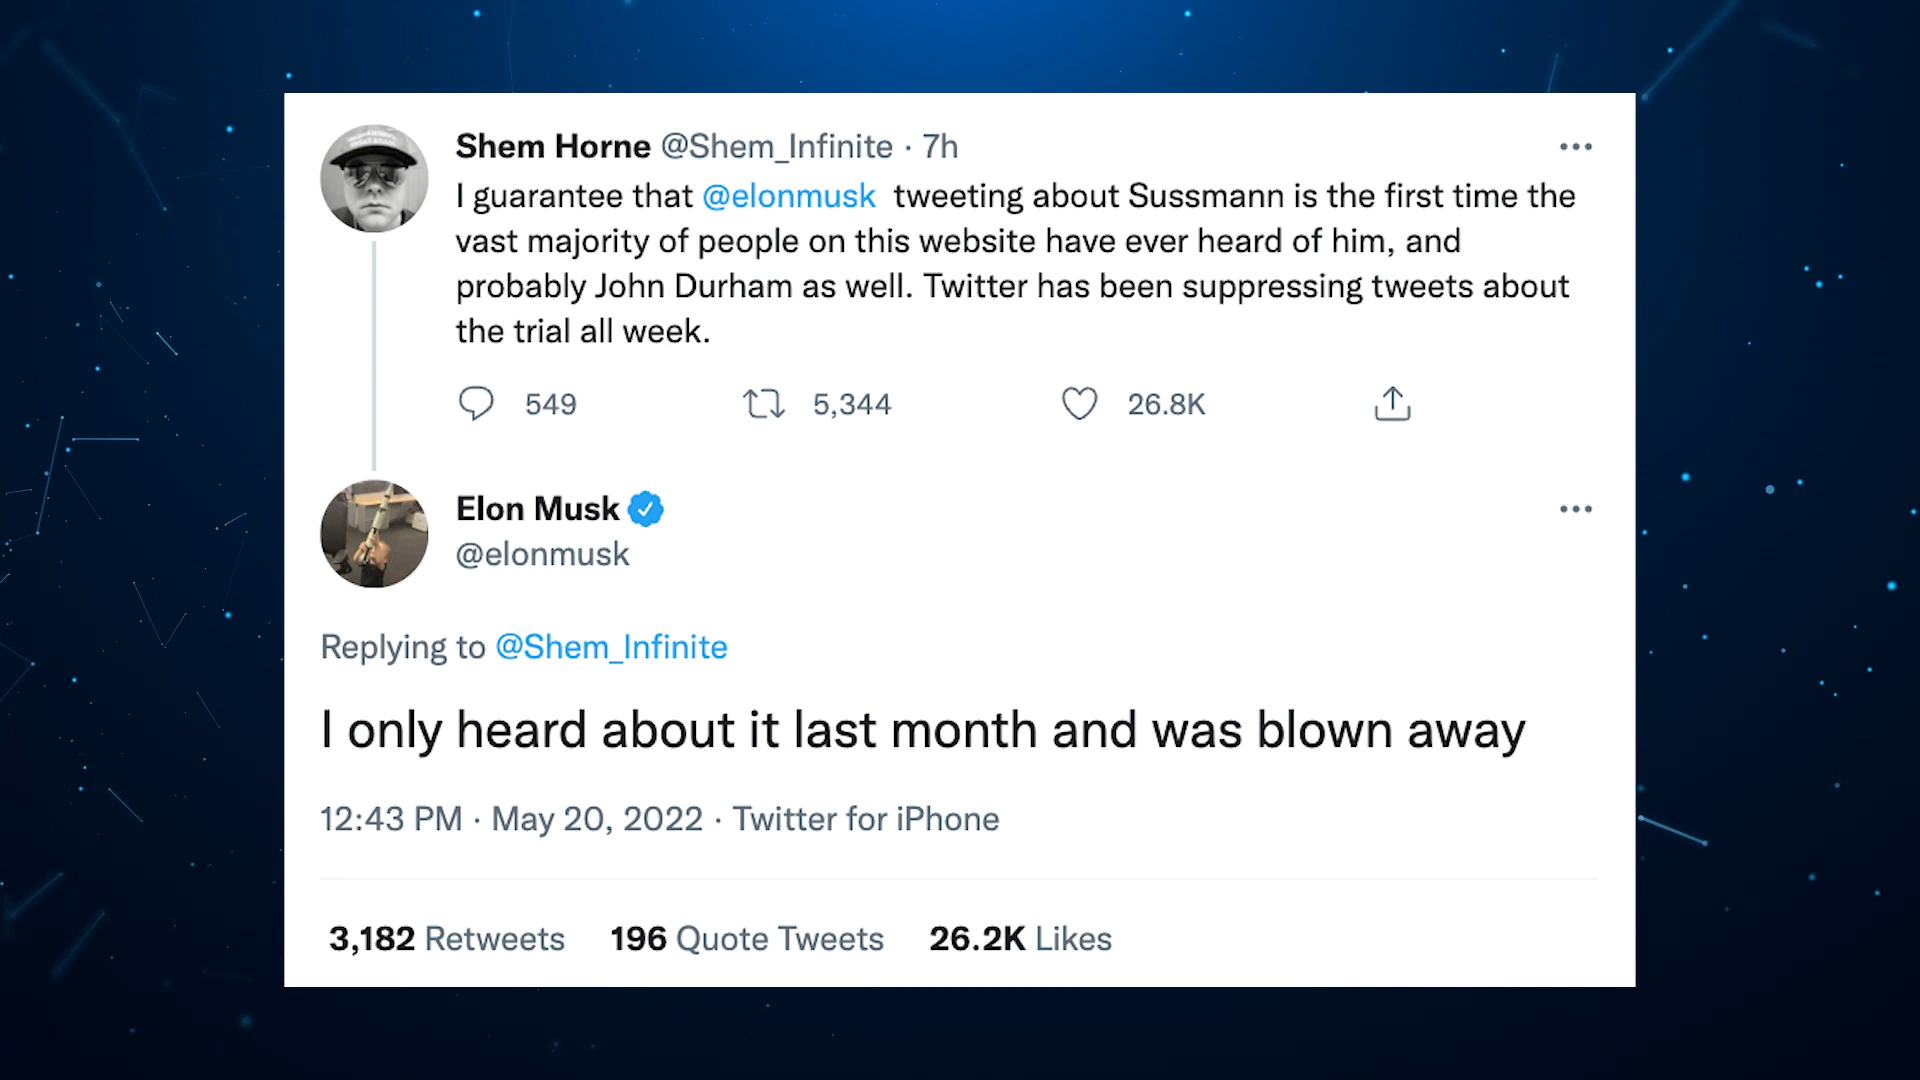 Shem Horne @Shem_Infinite · 7h
I guarantee that @elonmusk tweeting about Sussmann is the first time the
vast majority of people on this website have ever heard of him, and
probably John Durham as well. Twitter has been suppressing tweets about
the trial all week.
549 5,344 26.8K
Elon Musk
@elonmusk
Replying to @Shem_Infinite
I only heard about it last month and was blown away
12:43 PM · May 20, 2022 · Twitter for iPhone
3,182 Retweets 196 Quote Tweets 26.2K Likes